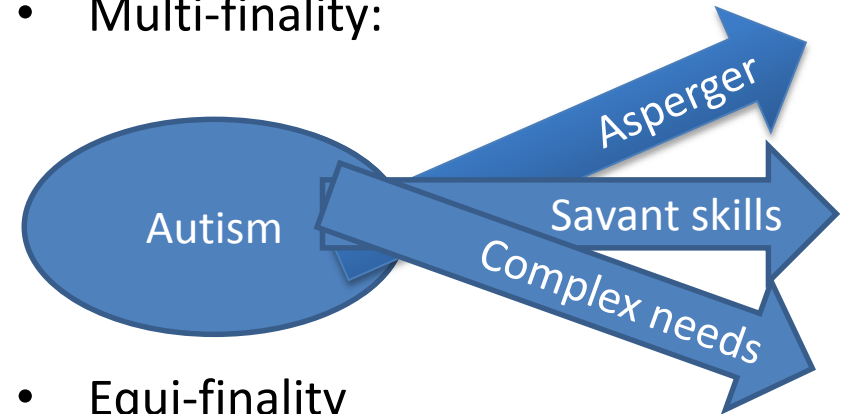 • Multi-finality:
Asperger
Autism
Savant skills
Complex needs
• Equi-finality